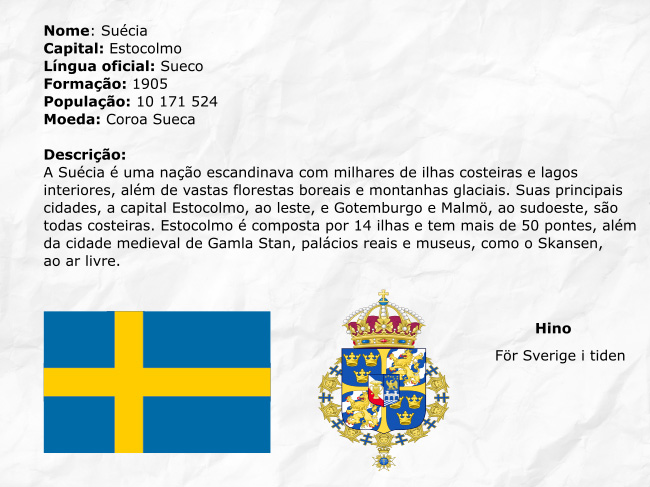 Nome: Suécia
Capital: Estocolmo
Língua oficial: Sueco
Formação: 1905
População: 10 171 524
Moeda: Coroa Sueca
Descrição:
A Suécia é uma nação escandinava com milhares de ilhas costeiras e lagos
interiores, além de vastas florestas boreais e montanhas glaciais. Suas principais
cidades, a capital Estocolmo, ao leste, e Gotemburgo e Malmö, ao sudoeste, são
todas costeiras. Estocolmo é composta por 14 ilhas e tem mais de 50 pontes, além
da cidade medieval de Gamla Stan, palácios reais e museus, como o Skansen,
ao ar livre.
Hino
För Sverige i tiden